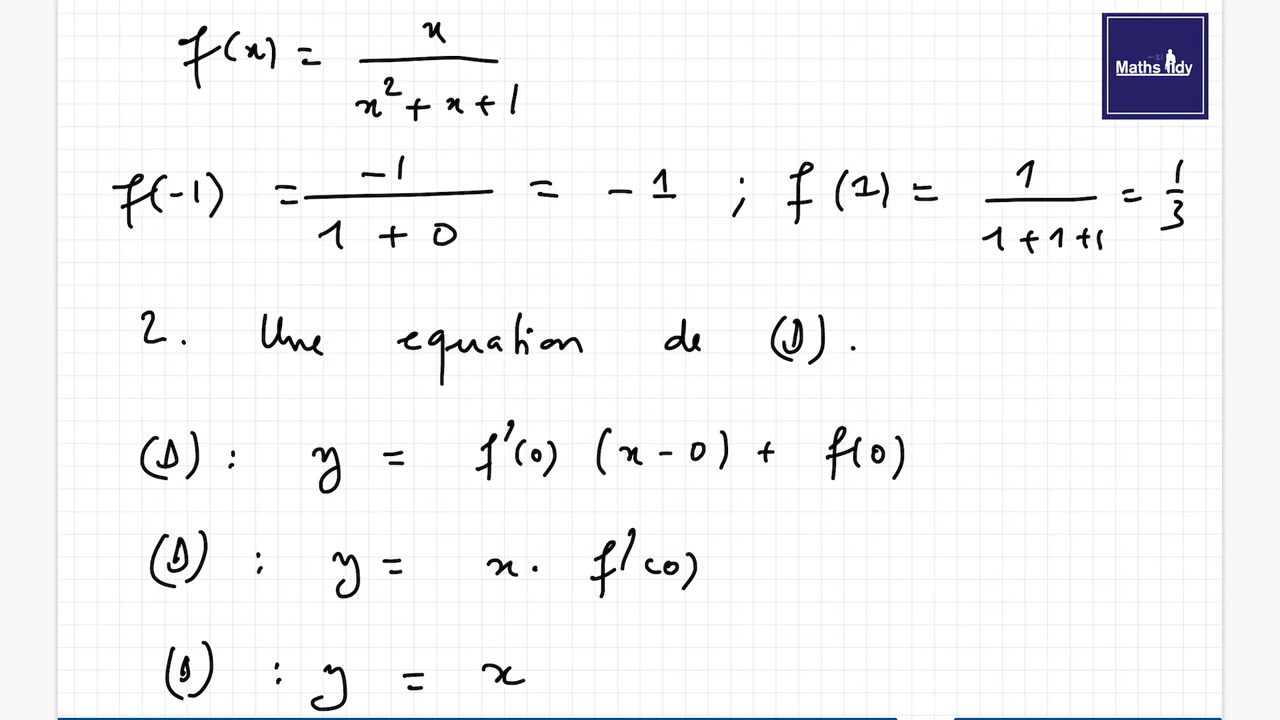 f(x) = x / (x² + x + 1)
Maths ndy
f(-1) = -1 / (1 + 0) = -1 ; f(1) = 1 / (1+1+1) = 1/3
2. Une equation de (D).
(D) : y = f'(0) (x - 0) + f(0)
(D) : y = x . f'(0)
(D) : y = x